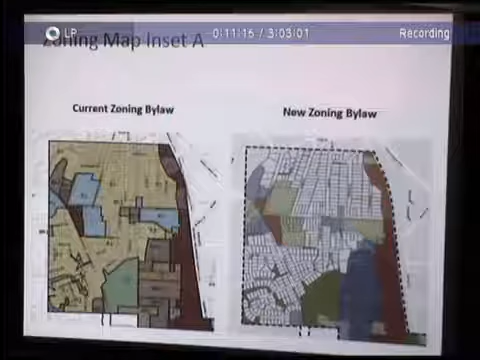 LP 0:11:16 / 3:03:01 Recording
Zoning Map Inset A
Current Zoning Bylaw
New Zoning Bylaw